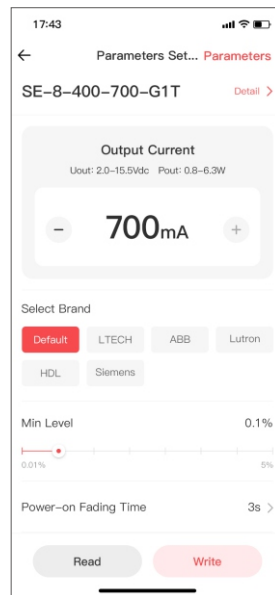 17:43
Parameters Set... Parameters
SE-8-400-700-G1T Detail >
Output Current
Uout: 2.0-15.5Vdc Pout: 0.8-6.3W
- 700mA +
Select Brand
Default LTECH ABB Lutron
HDL Siemens
Min Level 0.1%
0.01% 5%
Power-on Fading Time 3s >
Read Write